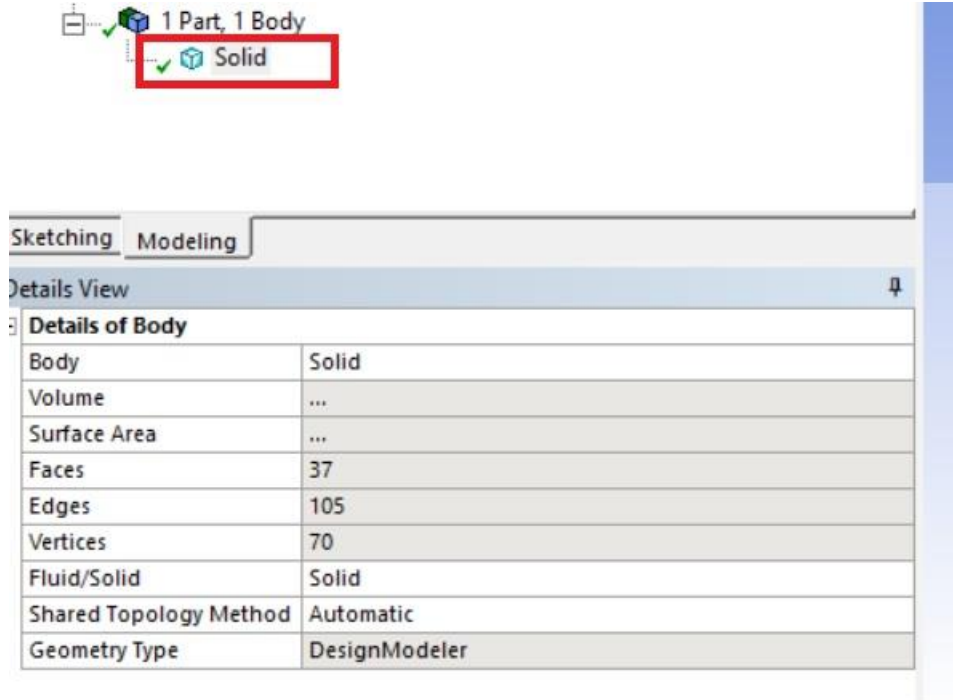 1 Part, 1 Body
Solid
Sketching Modeling
Details View
Details of Body
Body Solid
Volume ...
Surface Area ...
Faces 37
Edges 105
Vertices 70
Fluid/Solid Solid
Shared Topology Method Automatic
Geometry Type DesignModeler